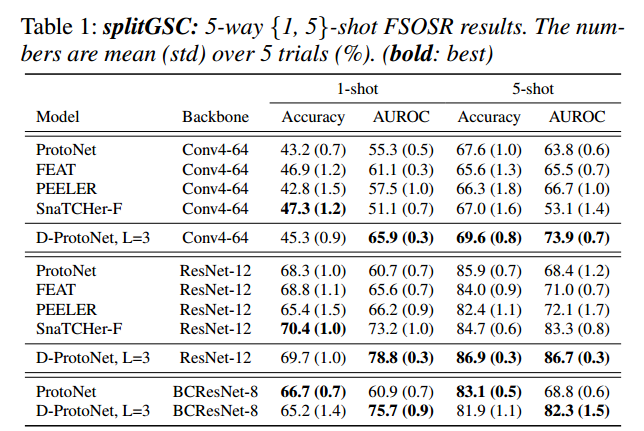 Table 1: splitGSC: 5-way {1, 5}-shot FSOSR results. The num-
bers are mean (std) over 5 trials (%). (bold: best)
1-shot 5-shot
Model Backbone Accuracy AUROC Accuracy AUROC
ProtoNet Conv4-64 43.2 (0.7) 55.3 (0.5) 67.6 (1.0) 63.8 (0.6)
FEAT Conv4-64 46.9 (1.2) 61.1 (0.3) 65.6 (1.3) 65.5 (0.7)
PEELER Conv4-64 42.8 (1.5) 57.5 (1.0) 66.3 (1.8) 66.7 (1.0)
SnaTCHer-F Conv4-64 47.3 (1.2) 51.1 (0.7) 67.0 (1.6) 53.1 (1.4)
D-ProtoNet, L=3 Conv4-64 45.3 (0.9) 65.9 (0.3) 69.6 (0.8) 73.9 (0.7)
ProtoNet ResNet-12 68.3 (1.0) 60.7 (0.7) 85.9 (0.7) 68.4 (1.2)
FEAT ResNet-12 68.8 (1.1) 65.6 (0.7) 84.0 (0.9) 71.0 (0.7)
PEELER ResNet-12 65.4 (1.5) 66.2 (0.9) 82.4 (1.1) 72.1 (1.7)
SnaTCHer-F ResNet-12 70.4 (1.0) 73.2 (1.0) 84.7 (0.6) 83.3 (0.8)
D-ProtoNet, L=3 ResNet-12 69.7 (1.0) 78.8 (0.3) 86.9 (0.3) 86.7 (0.3)
ProtoNet BCResNet-8 66.7 (0.7) 60.9 (0.7) 83.1 (0.5) 68.8 (0.6)
D-ProtoNet, L=3 BCResNet-8 65.2 (1.4) 75.7 (0.9) 81.9 (1.1) 82.3 (1.5)